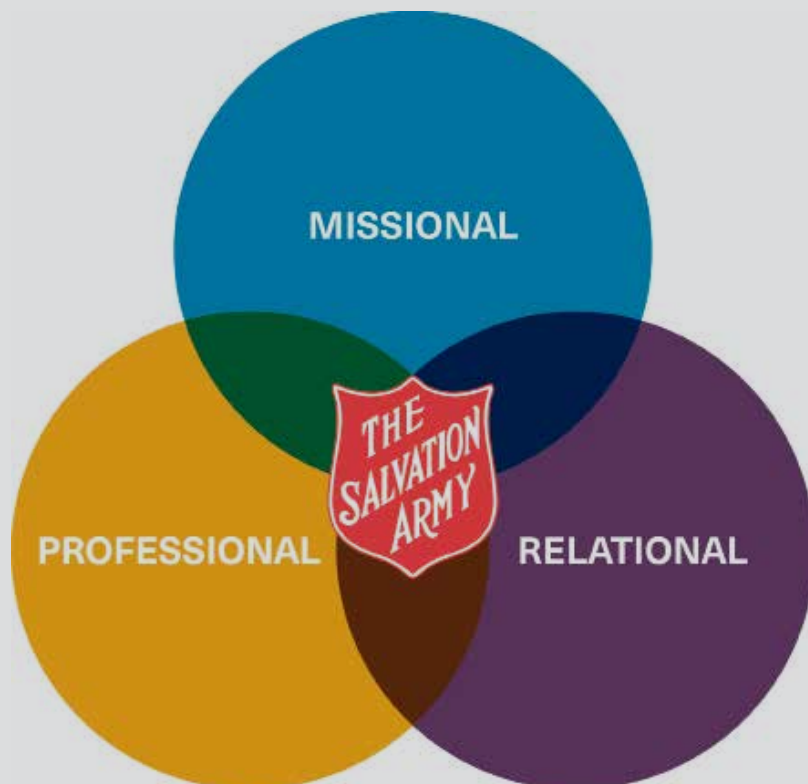 MISSIONAL
THE
SALVATION
ARMY
PROFESSIONAL
RELATIONAL